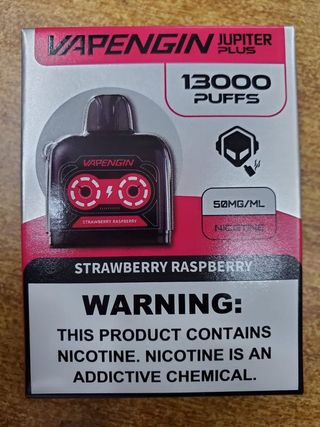 VAPENGIN JUPITER
PLUS
13000
PUFFS
VAPENGIN
STRAWBERRY RASPBERRY
50MG/ML
NICOTINE
STRAWBERRY RASPBERRY
WARNING:
THIS PRODUCT CONTAINS
NICOTINE. NICOTINE IS AN
ADDICTIVE CHEMICAL.